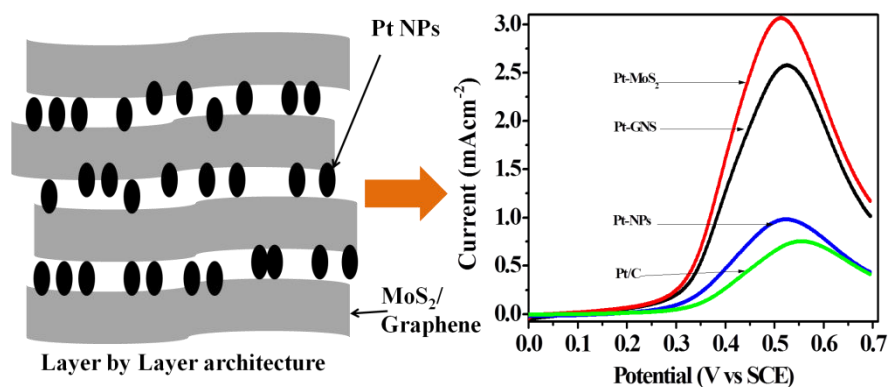 Pt NPs
MoS₂/
Graphene
Layer by Layer architecture
Current (mAcm⁻²)
3.0
2.5
2.0
1.5
1.0
0.5
0.0
Pt-MoS₂
Pt-GNS
Pt-NPs
Pt/C
0.0 0.1 0.2 0.3 0.4 0.5 0.6 0.7
Potential (V vs SCE)